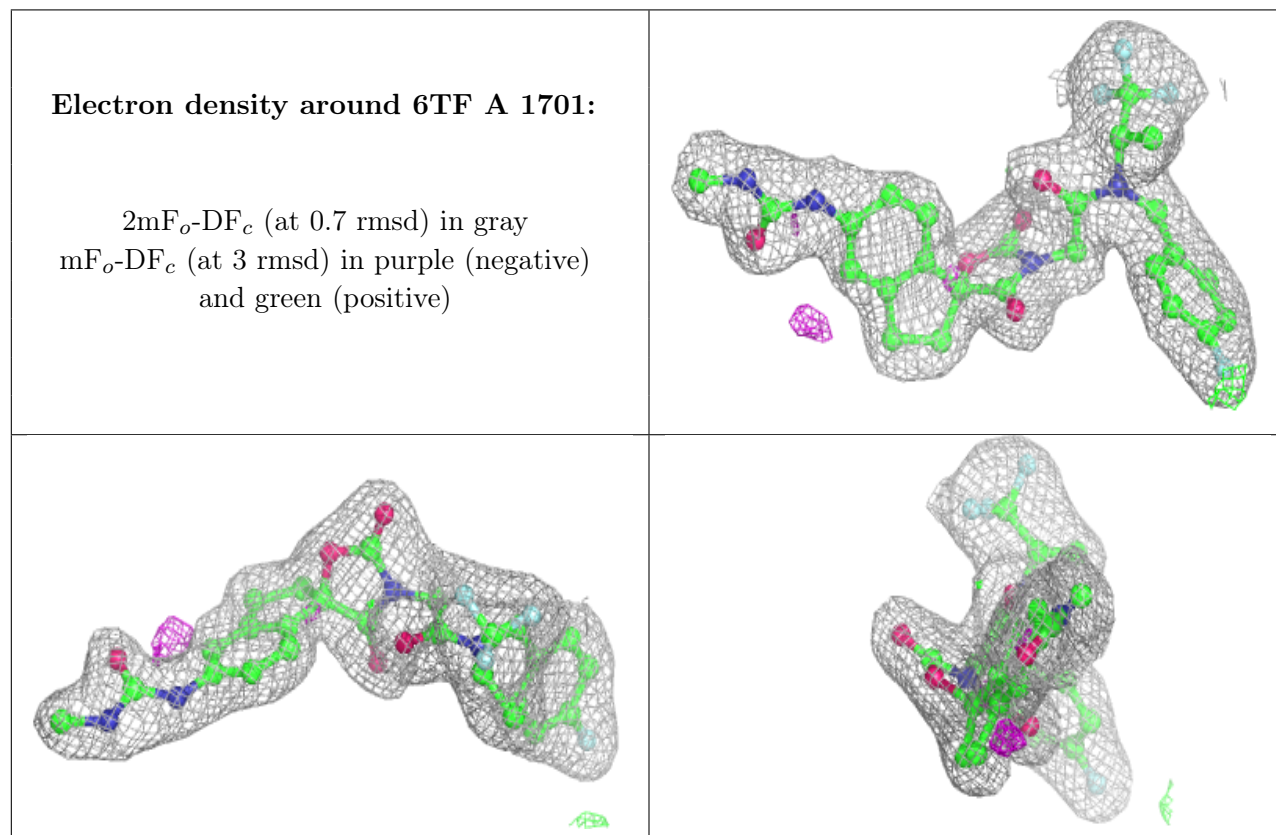 Electron density around 6TF A 1701:
2mFo-DFc (at 0.7 rmsd) in gray
mFo-DFc (at 3 rmsd) in purple (negative)
and green (positive)